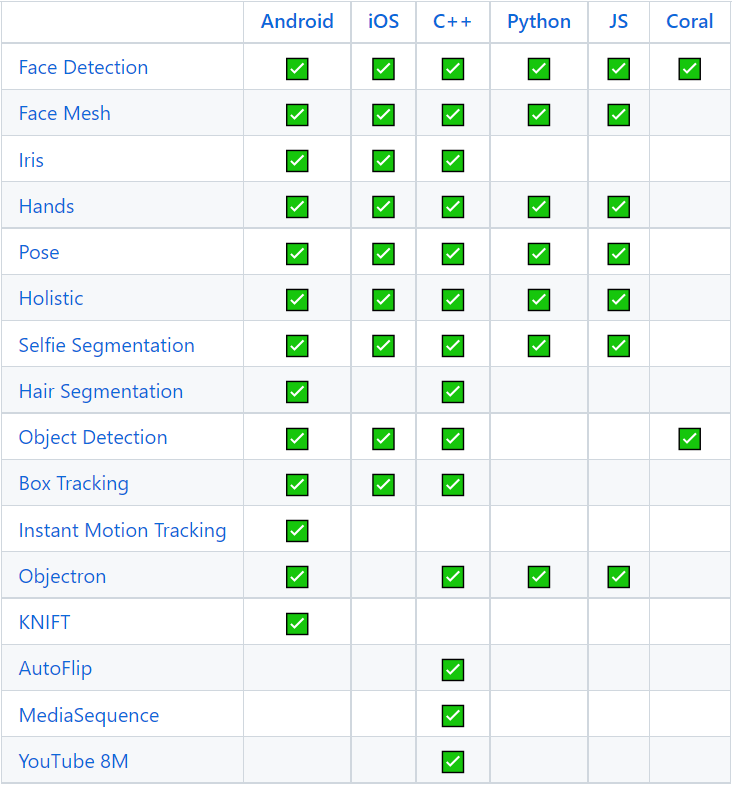 Android iOS C++ Python JS Coral
Face Detection ✅ ✅ ✅ ✅ ✅ ✅
Face Mesh ✅ ✅ ✅ ✅ ✅
Iris ✅ ✅ ✅
Hands ✅ ✅ ✅ ✅ ✅
Pose ✅ ✅ ✅ ✅ ✅
Holistic ✅ ✅ ✅ ✅ ✅
Selfie Segmentation ✅ ✅ ✅ ✅ ✅
Hair Segmentation ✅ ✅
Object Detection ✅ ✅ ✅ ✅
Box Tracking ✅ ✅ ✅
Instant Motion Tracking ✅
Objectron ✅ ✅ ✅ ✅
KNIFT ✅
AutoFlip ✅
MediaSequence ✅
YouTube 8M ✅